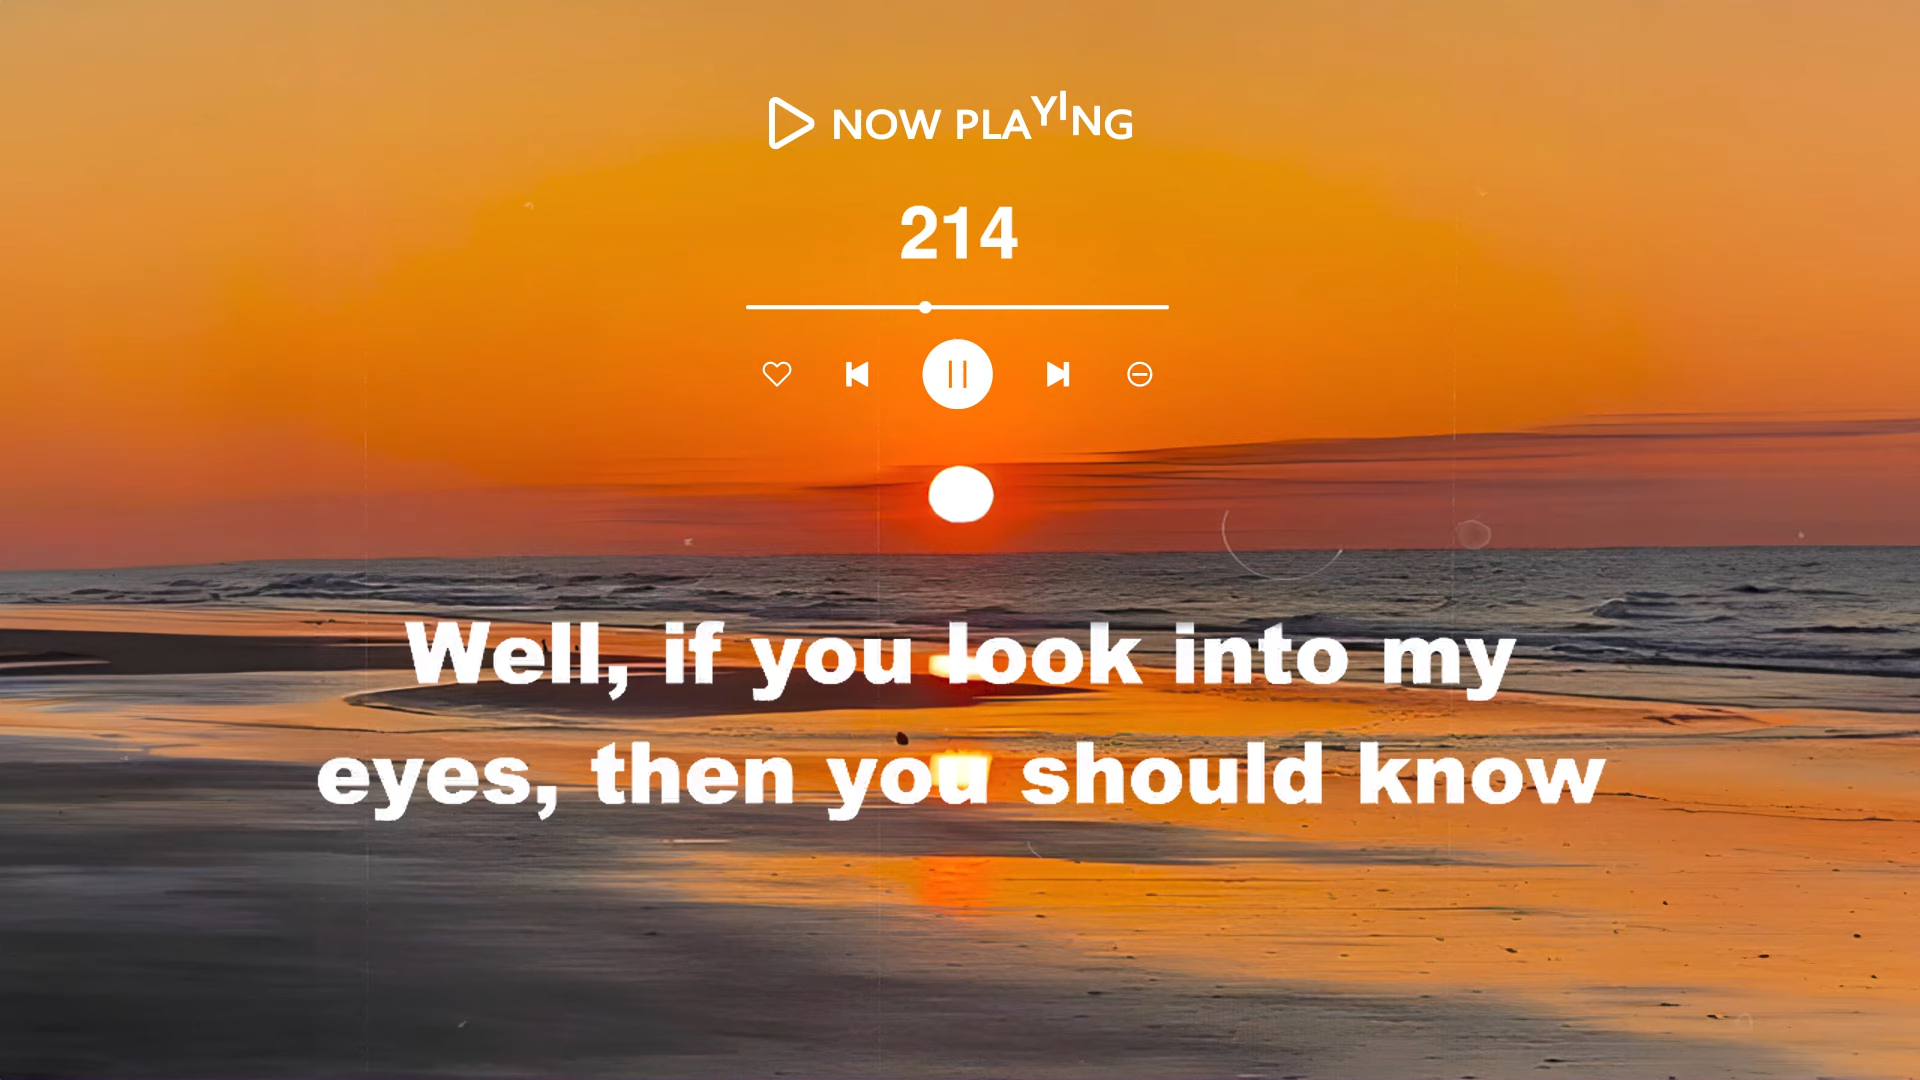 NOW PLAYING
214
Well, if you look into my
eyes, then you should know